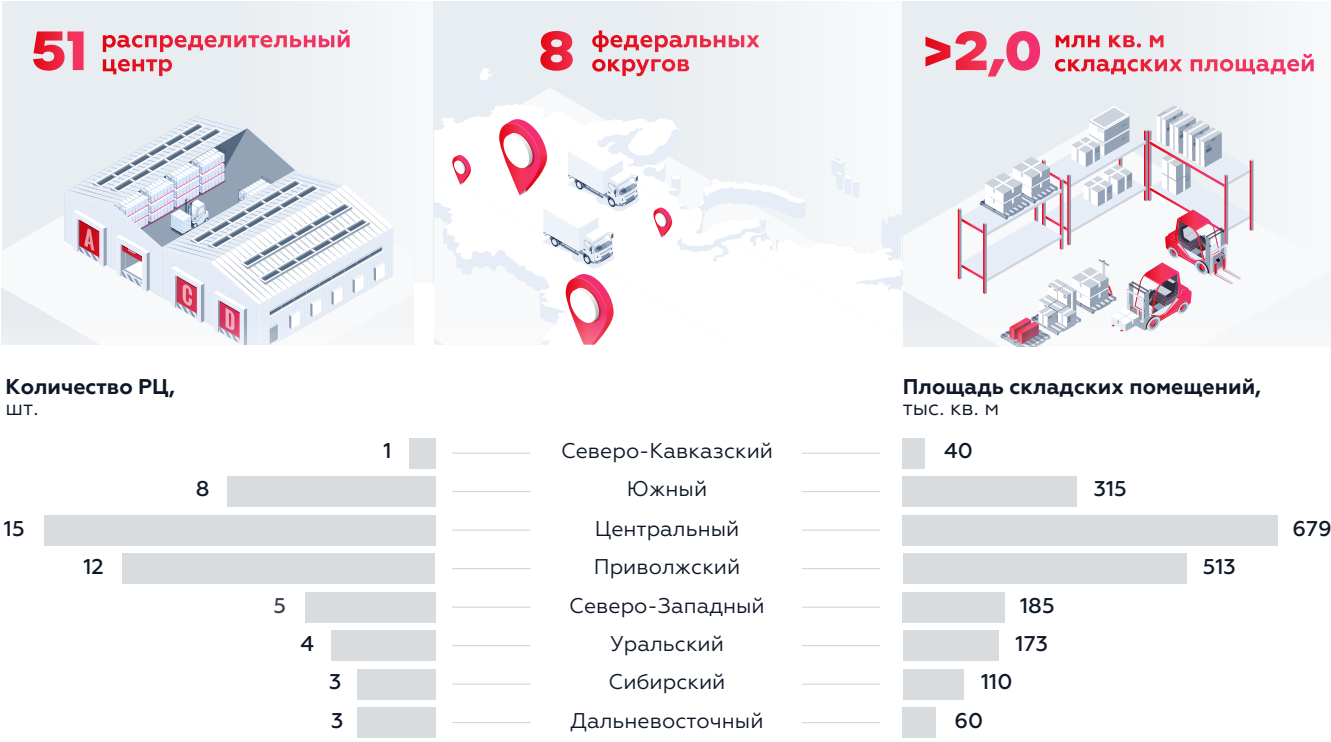 51 распределительный
центр
8 федеральных
округов
>2,0 млн кв. м
складских площадей
A
C
D
Количество РЦ,
шт.
Площадь складских помещений,
тыс. кв. м
1 Северо-Кавказский 40
8 Южный 315
15 Центральный 679
12 Приволжский 513
5 Северо-Западный 185
4 Уральский 173
3 Сибирский 110
3 Дальневосточный 60